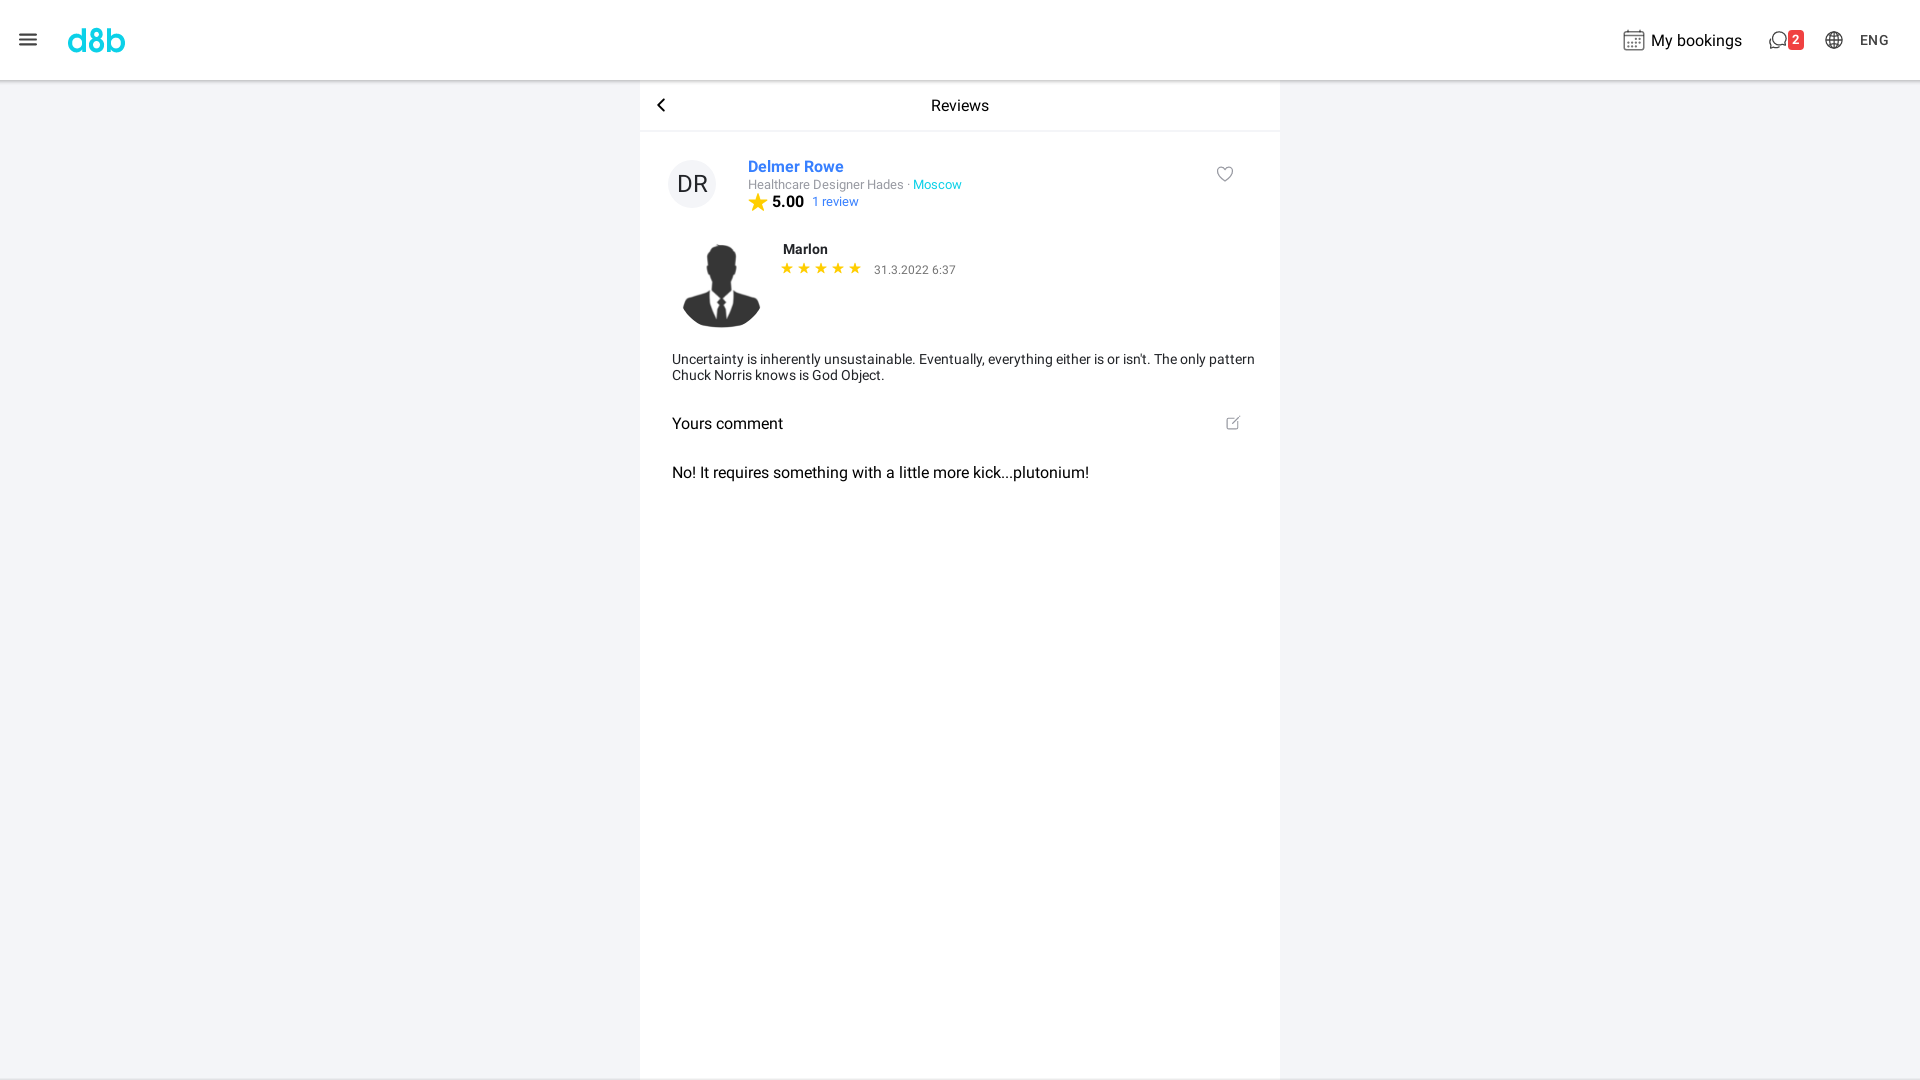 d8b
My bookings
2
ENG
Reviews
DR
Delmer Rowe
Healthcare Designer Hades · Moscow
5.00 1 review
Marlon
31.3.2022 6:37
Uncertainty is inherently unsustainable. Eventually, everything either is or isn't. The only pattern
Chuck Norris knows is God Object.
Yours comment
No! It requires something with a little more kick...plutonium!